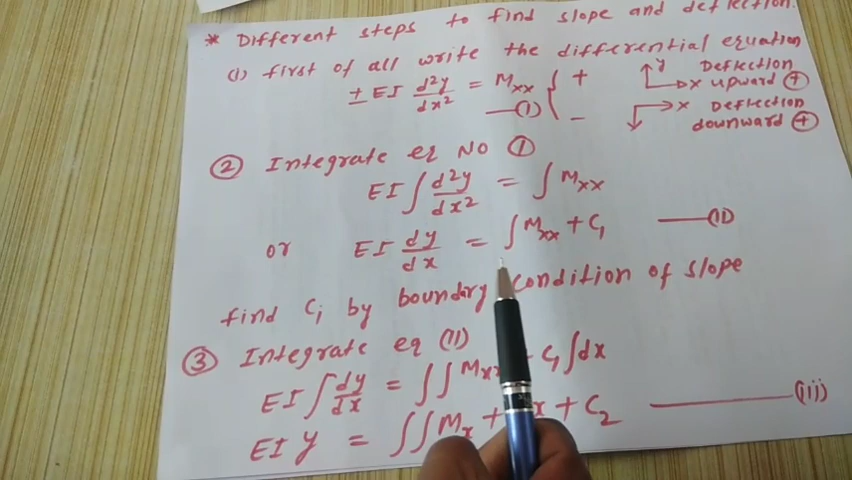 * Different steps to find slope and deflection.
(1) first of all write the differential equation
± EI d²y/dx² = Mxx { + y x Deflection upward (+)
—(1) { − x Deflection downward (+)
② Integrate eq NO ①
EI ∫ d²y/dx² = ∫ Mxx
or EI dy/dx = ∫ Mxx + C₁ —(II)
find C₁ by boundary condition of slope
③ Integrate eq (II)
EI ∫ dy/dx = ∫∫ Mxx C₁ ∫dx
EI y = ∫∫ Mx + x + C₂ —(iii)